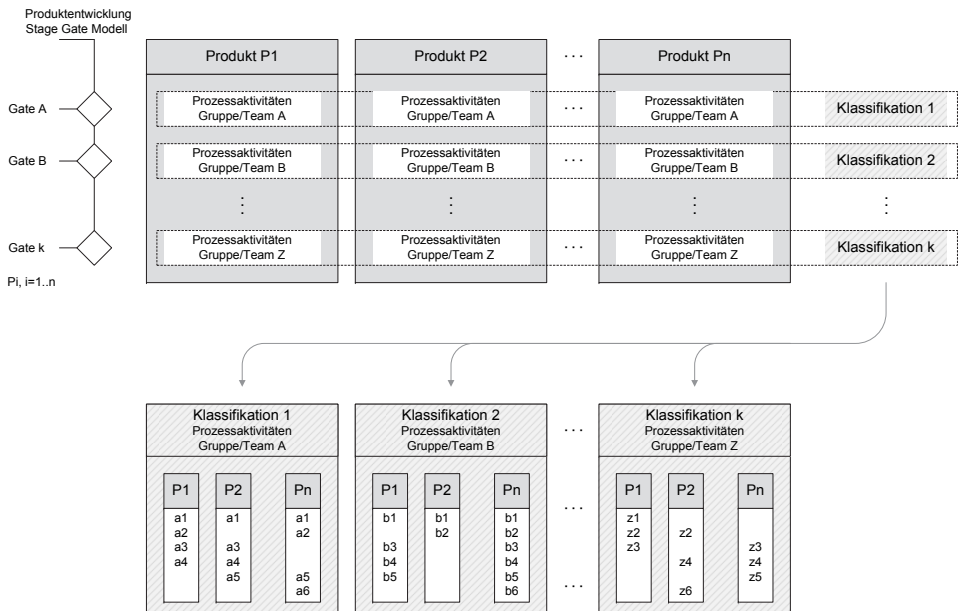 Produktentwicklung
Stage Gate Modell
Produkt P1
Produkt P2
. . .
Produkt Pn
Gate A
Prozessaktivitäten
Gruppe/Team A
Prozessaktivitäten
Gruppe/Team A
. . .
Prozessaktivitäten
Gruppe/Team A
Klassifikation 1
Gate B
Prozessaktivitäten
Gruppe/Team B
Prozessaktivitäten
Gruppe/Team B
. . .
Prozessaktivitäten
Gruppe/Team B
Klassifikation 2
Gate k
Prozessaktivitäten
Gruppe/Team Z
Prozessaktivitäten
Gruppe/Team Z
. . .
Prozessaktivitäten
Gruppe/Team Z
Klassifikation k
Pi, i=1..n
Klassifikation 1
Prozessaktivitäten
Gruppe/Team A
P1
a1
a2
a3
a4
P2
a1
a3
a4
a5
Pn
a1
a2
a5
a6
Klassifikation 2
Prozessaktivitäten
Gruppe/Team B
P1
b1
b3
b4
b5
P2
b1
b2
Pn
b1
b2
b3
b4
b5
b6
. . .
. . .
. . .
Klassifikation k
Prozessaktivitäten
Gruppe/Team Z
P1
z1
z2
z3
P2
z2
z4
z6
Pn
z3
z4
z5